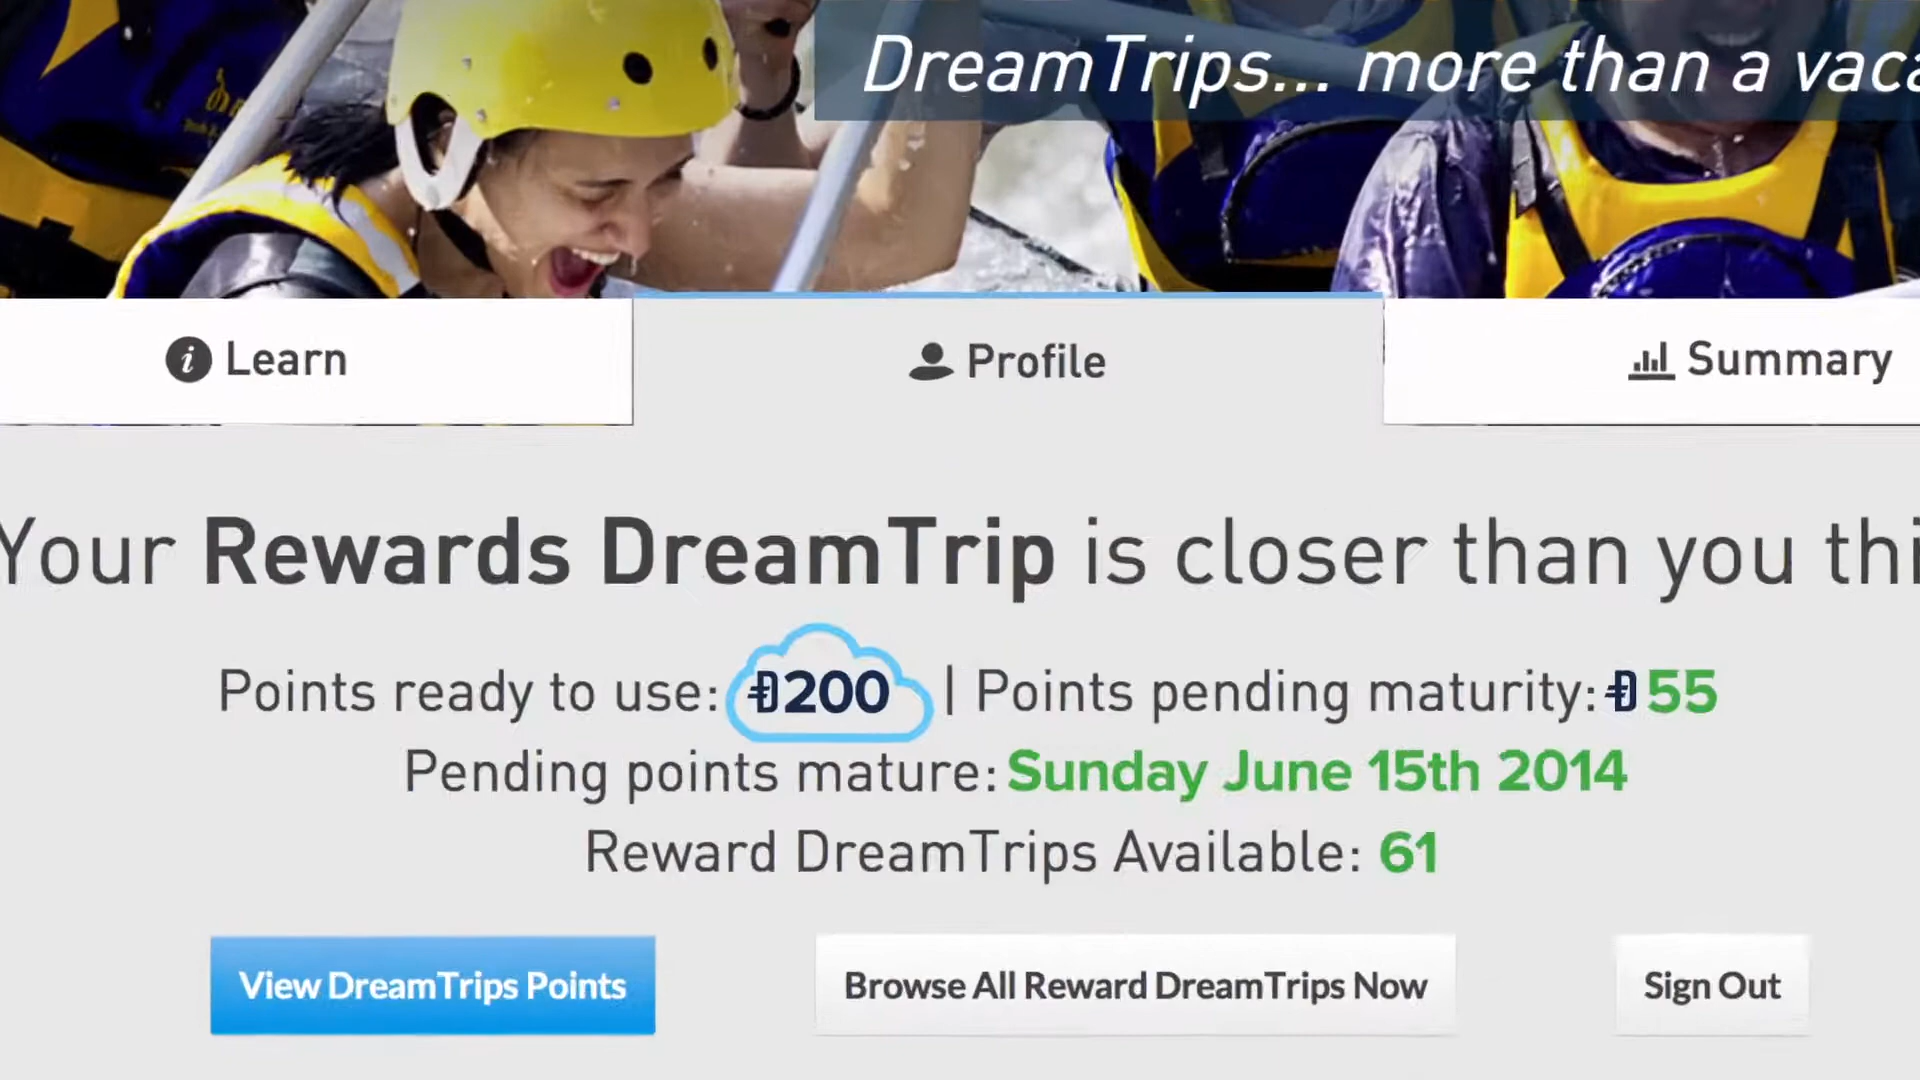 DreamTrips... more than a vaca
Learn
Profile
Summary
Your Rewards DreamTrip is closer than you thi
Points ready to use: 200 | Points pending maturity: 55
Pending points mature: Sunday June 15th 2014
Reward DreamTrips Available: 61
View DreamTrips Points
Browse All Reward DreamTrips Now
Sign Out